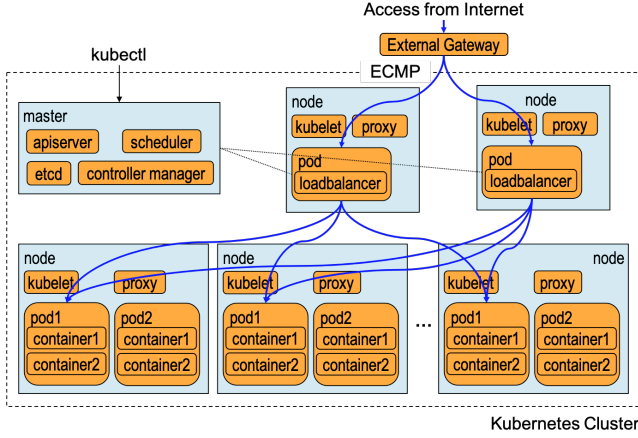 Access from Internet
External Gateway
kubectl
ECMP
master
apiserver
scheduler
etcd
controller manager
node
kubelet
proxy
pod
loadbalancer
node
kubelet
proxy
pod
loadbalancer
node
kubelet
proxy
pod1
container1
container2
pod2
container1
container2
node
kubelet
proxy
pod1
container1
container2
pod2
container1
container2
...
node
kubelet
proxy
pod1
container1
container2
pod2
container1
container2
Kubernetes Cluster